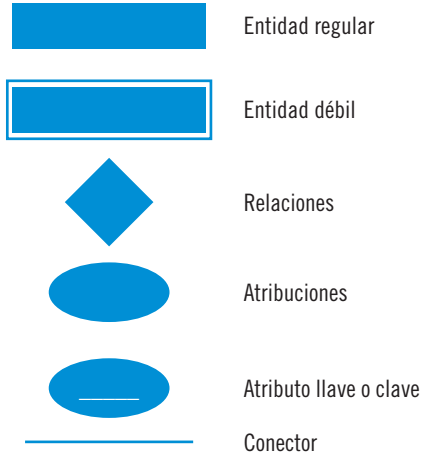 Entidad regular
Entidad débil
Relaciones
Atribuciones
Atributo llave o clave
Conector